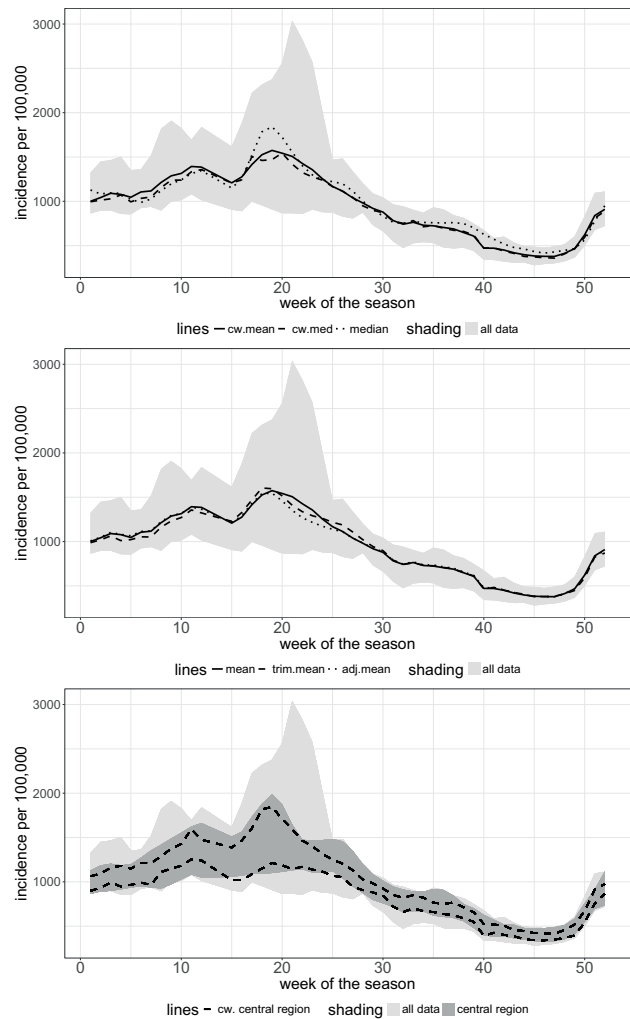 3000
2000
1000
incidence per 100,000
0 10 20 30 40 50
week of the season
lines cw.mean cw.med median shading all data
3000
2000
1000
incidence per 100,000
0 10 20 30 40 50
week of the season
lines mean trim.mean adj.mean shading all data
3000
2000
1000
incidence per 100,000
0 10 20 30 40 50
week of the season
lines cw. central region shading all data central region